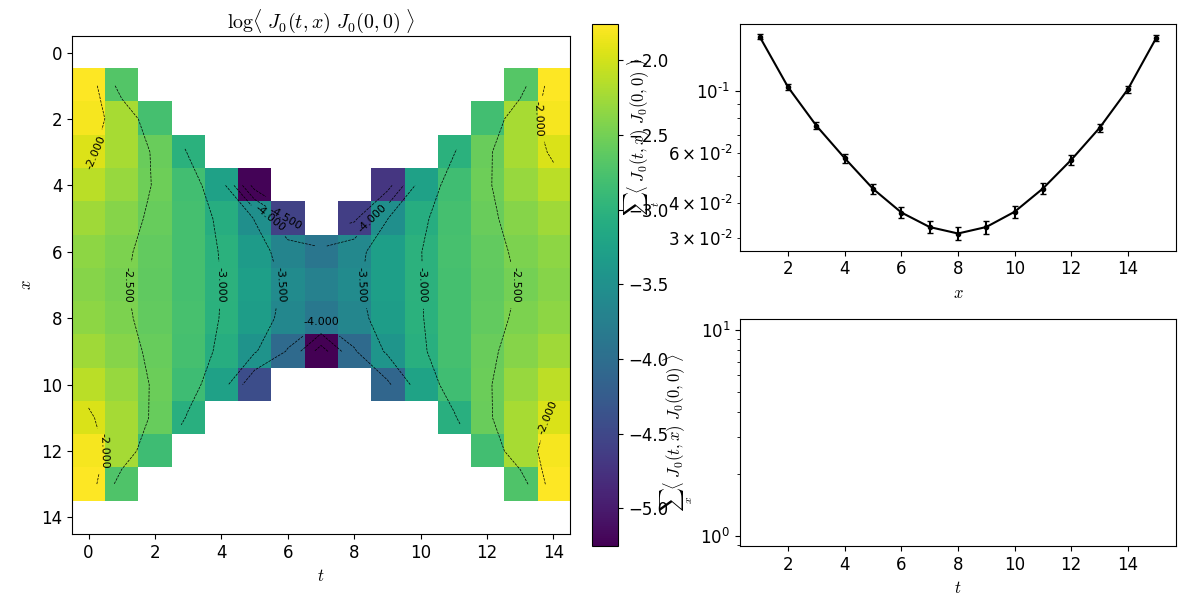 log⟨ J₀(t, x) J₀(0, 0) ⟩
0
2
4
6
8
10
12
14
x
0 2 4 6 8 10 12 14
t
-2.000
-2.000
-2.500
-3.000
-3.500
-4.000
-4.500
-4.000
-3.500
-3.000
-2.500
-4.000
-2.000
-2.000
−2.0
−2.5
−3.0
−3.5
−4.0
−4.5
−5.0
∑⟨ J₀(t, x) J₀(0, 0) ⟩
10⁻¹
6 × 10⁻²
4 × 10⁻²
3 × 10⁻²
2 4 6 8 10 12 14
x
∑ₓ⟨ J₀(t, x) J₀(0, 0) ⟩
10¹
10⁰
2 4 6 8 10 12 14
t